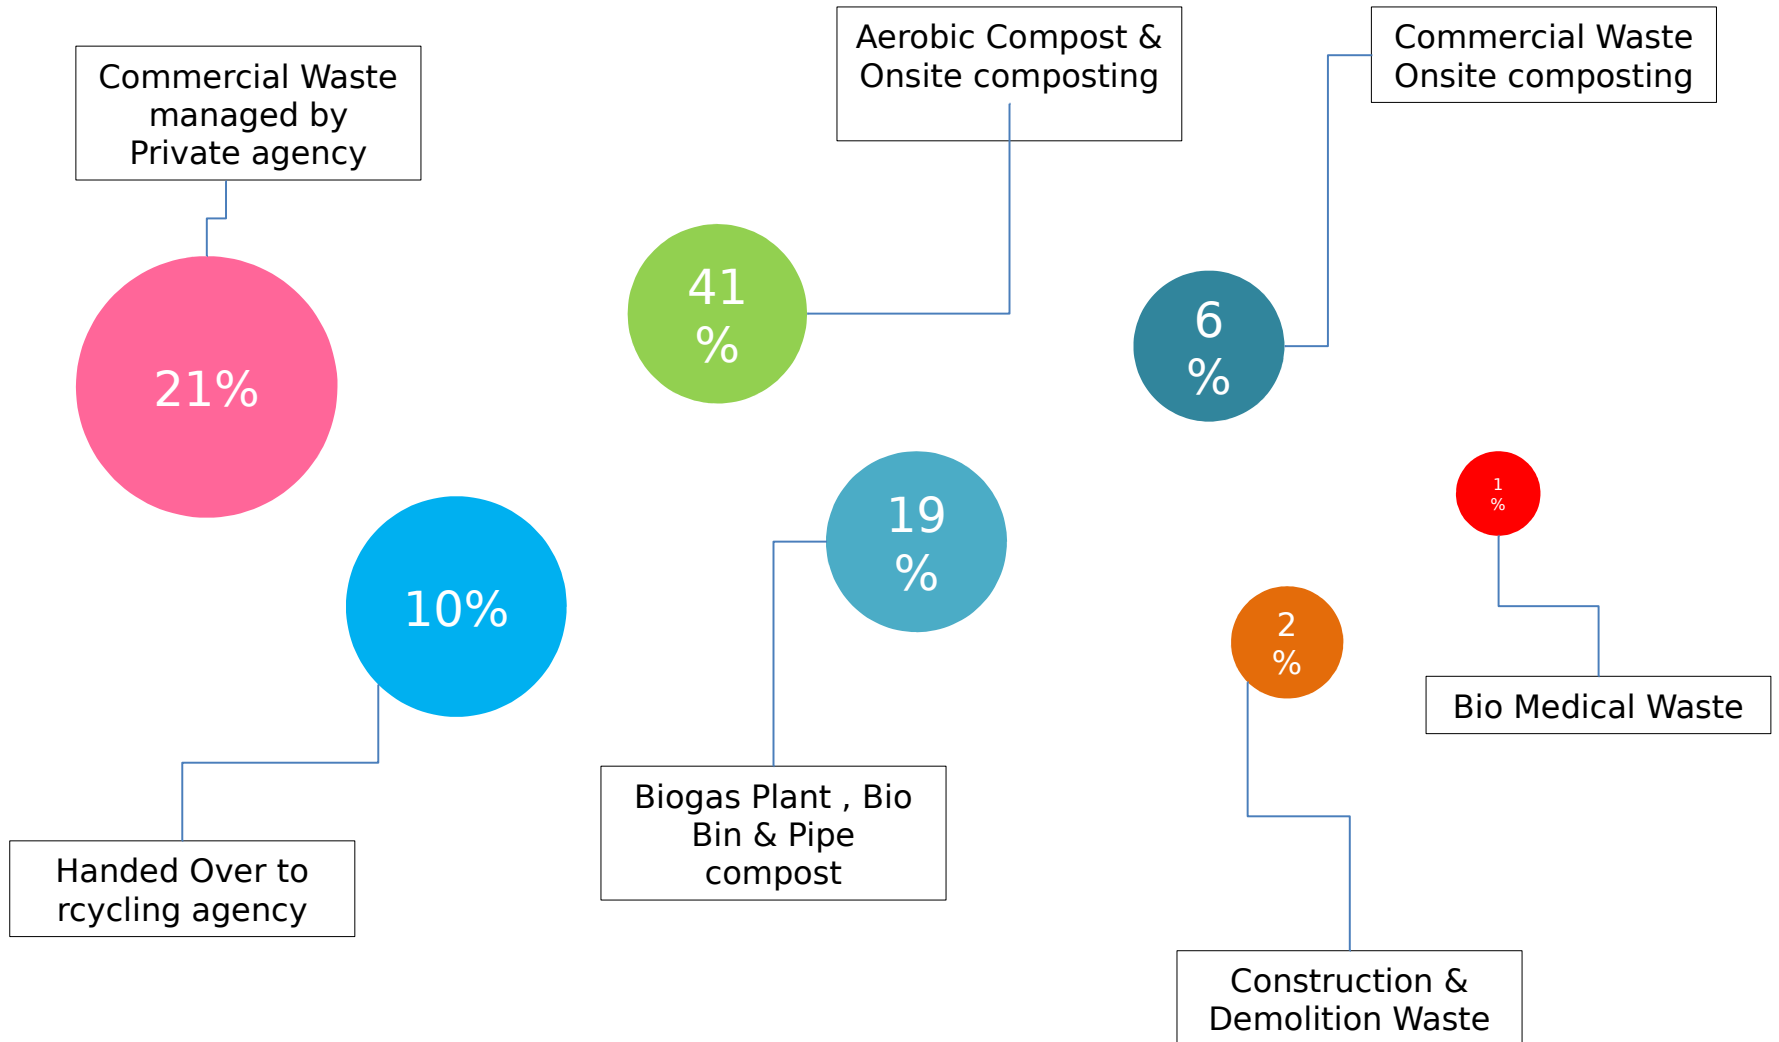 Commercial Waste
managed by
Private agency
Aerobic Compost &
Onsite composting
Commercial Waste
Onsite composting
21%
41
%
6
%
10%
19
%
1
%
2
%
Bio Medical Waste
Biogas Plant , Bio
Bin & Pipe
compost
Handed Over to
rcycling agency
Construction &
Demolition Waste